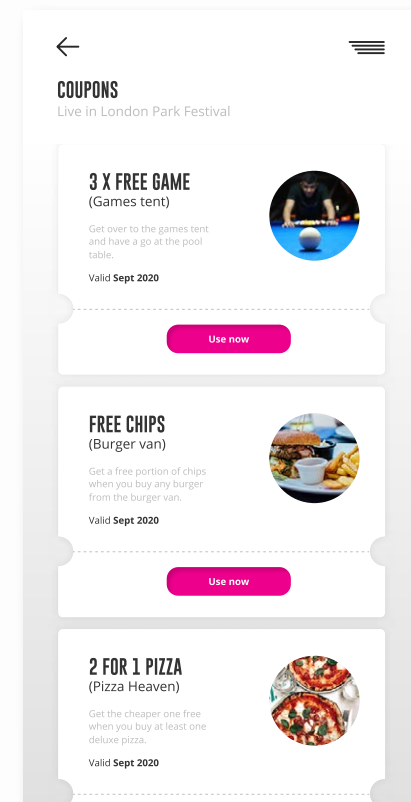 COUPONS
Live in London Park Festival
3 X FREE GAME
(Games tent)
Get over to the games tent
and have a go at the pool
table.
Valid Sept 2020
Use now
FREE CHIPS
(Burger van)
Get a free portion of chips
when you buy any burger
from the burger van.
Valid Sept 2020
Use now
2 FOR 1 PIZZA
(Pizza Heaven)
Get the cheaper one free
when you buy at least one
deluxe pizza.
Valid Sept 2020